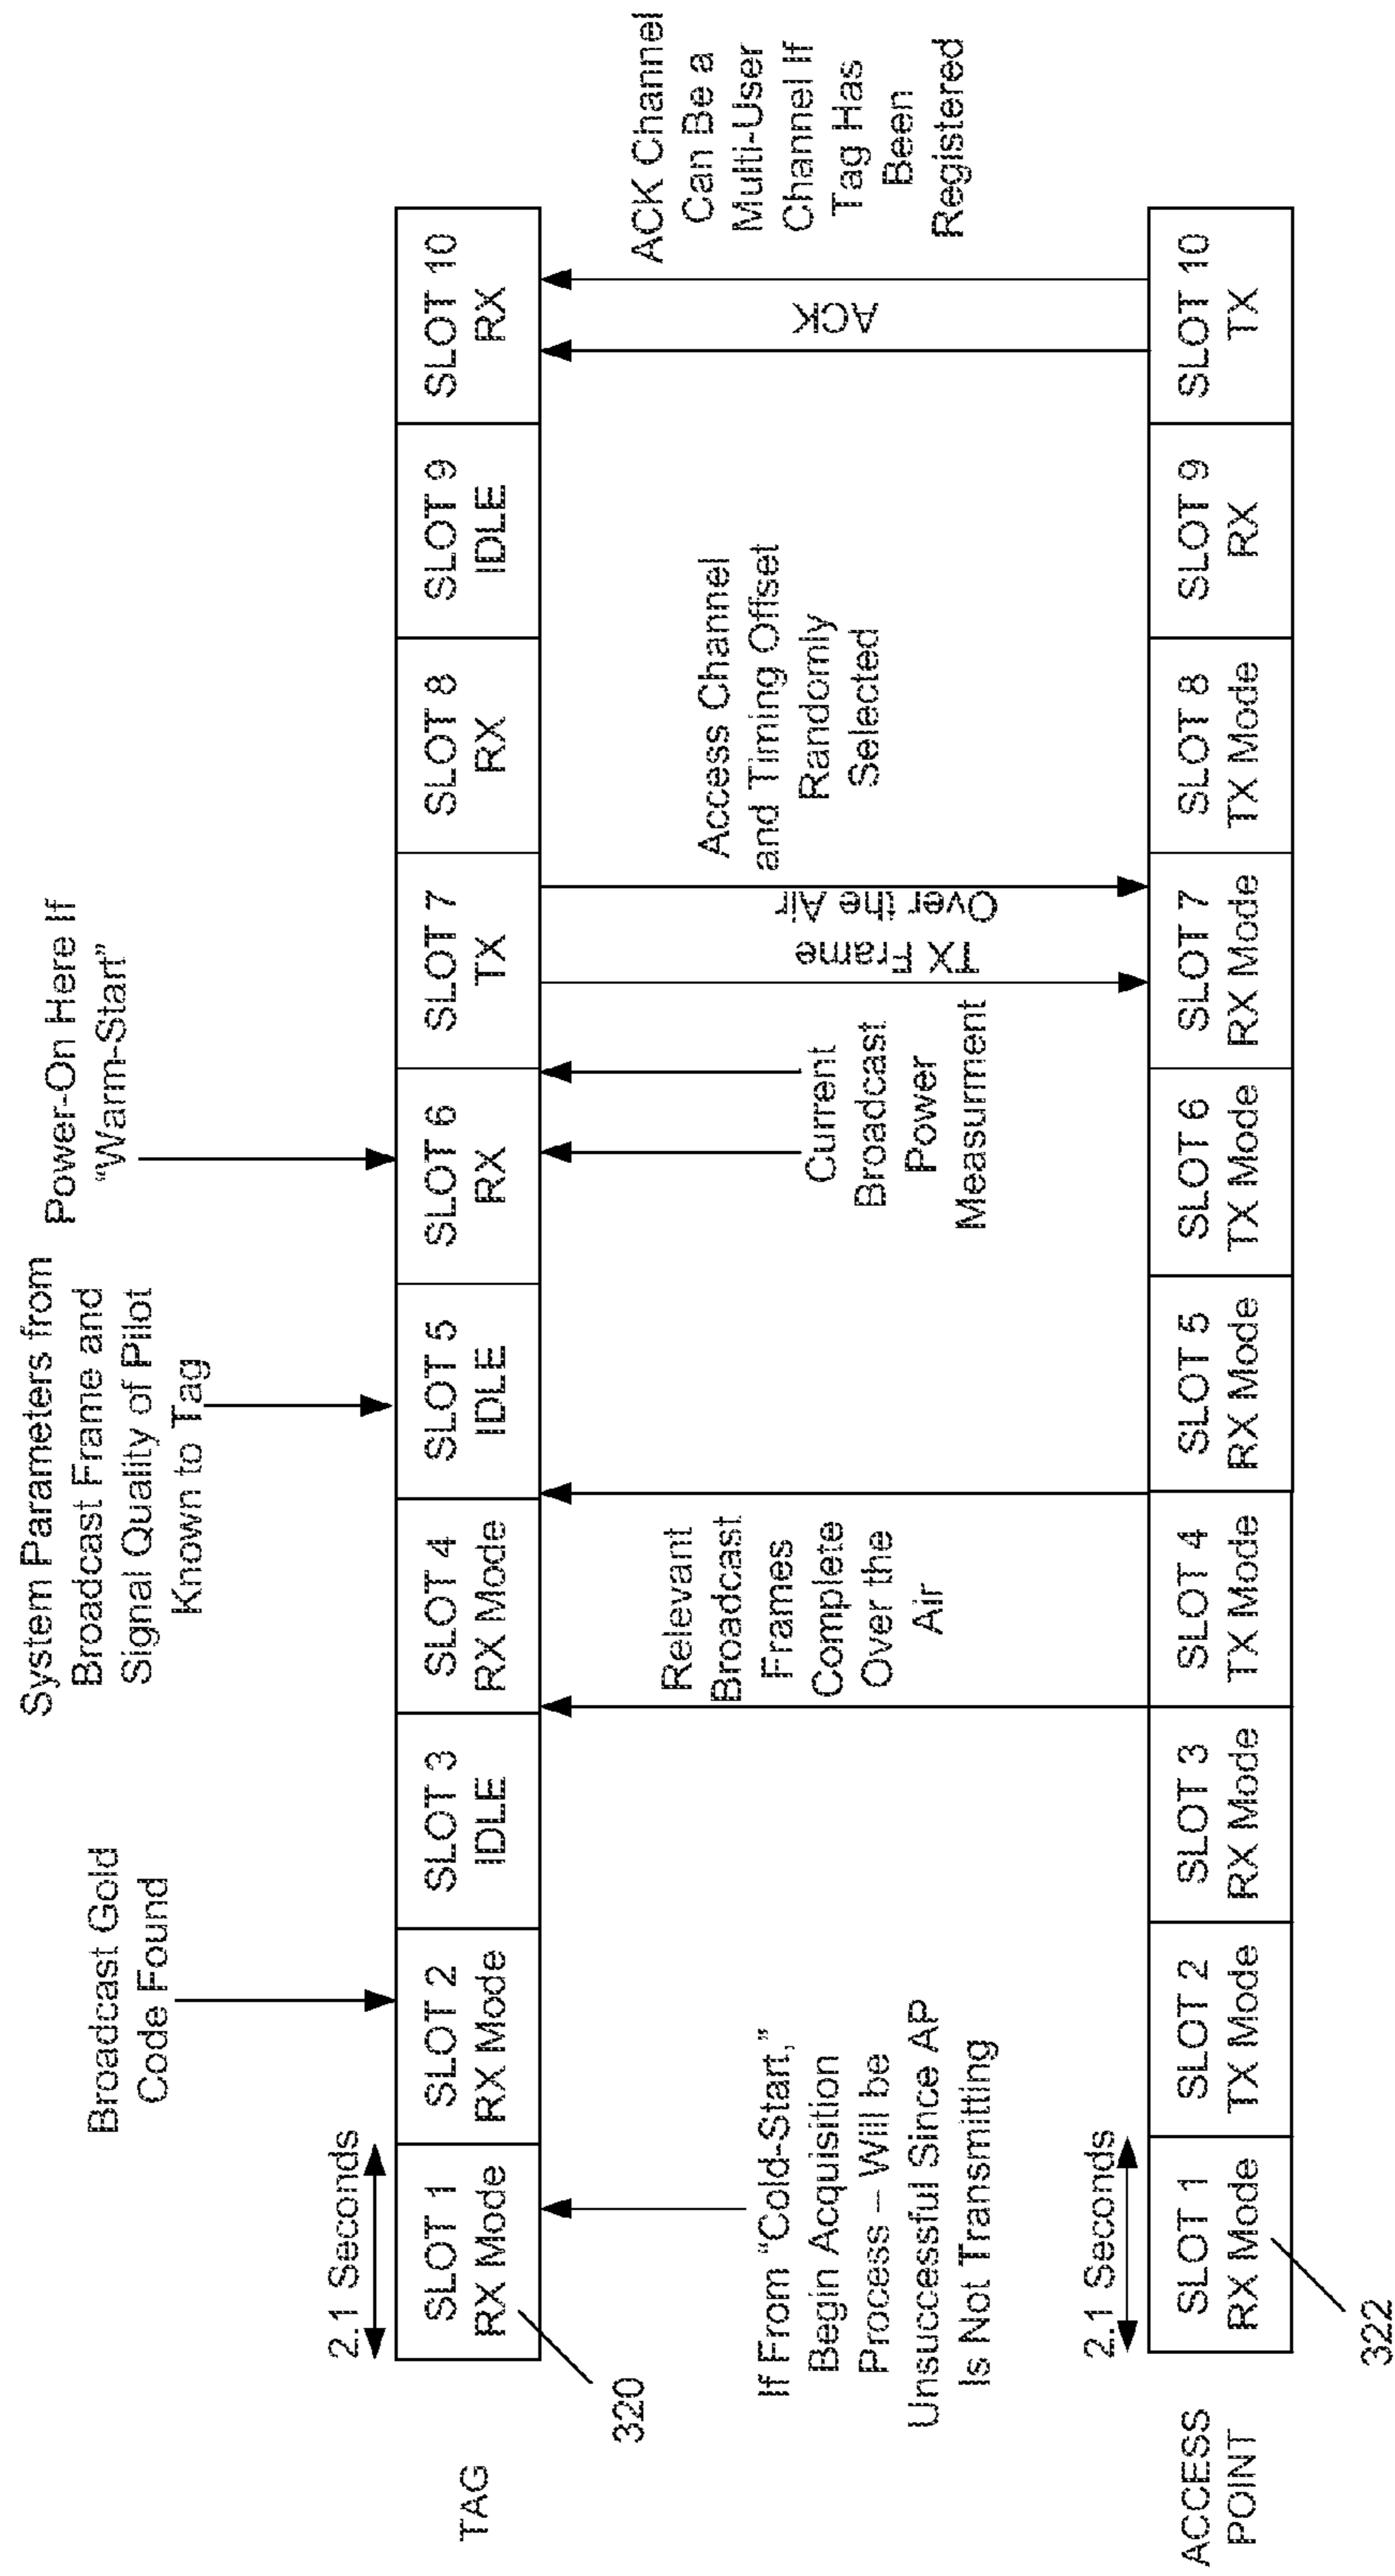 System Parameters from
Broadcast Frame and
Signal Quality of Pilot
Known to Tag
Power-On Here If
"Warm-Start"
Broadcast Gold
Code Found
2.1 Seconds
TAG
SLOT 1
RX Mode
SLOT 2
RX Mode
SLOT 3
IDLE
SLOT 4
RX Mode
SLOT 5
IDLE
SLOT 6
RX
SLOT 7
TX
SLOT 8
RX
SLOT 9
IDLE
SLOT 10
RX
320
If From "Cold-Start,"
Begin Acquisition
Process – Will be
Unsuccessful Since AP
Is Not Transmitting
Relevant
Broadcast
Frames
Complete
Over the
Air
Current
Broadcast
Power
Measurment
TX Frame
Over the Air
Access Channel
and Timing Offset
Randomly
Selected
ACK
ACK Channel
Can Be a
Multi-User
Channel If
Tag Has
Been
Registered
2.1 Seconds
ACCESS
POINT
SLOT 1
RX Mode
SLOT 2
TX Mode
SLOT 3
RX Mode
SLOT 4
TX Mode
SLOT 5
RX Mode
SLOT 6
TX Mode
SLOT 7
RX Mode
SLOT 8
TX Mode
SLOT 9
RX
SLOT 10
TX
322